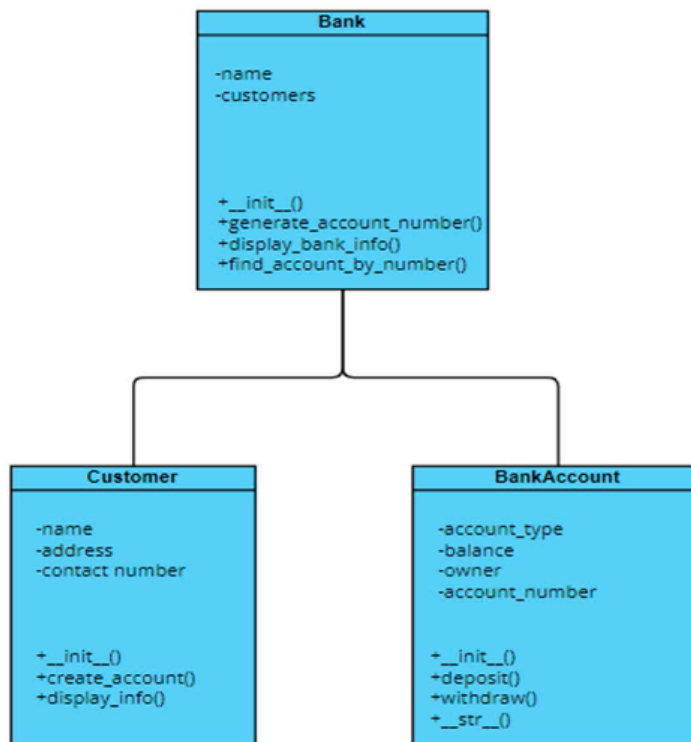 Bank
-name
-customers
+__init__()
+generate_account_number()
+display_bank_info()
+find_account_by_number()
Customer
-name
-address
-contact number
+__init__()
+create_account()
+display_info()
BankAccount
-account_type
-balance
-owner
-account_number
+__init__()
+deposit()
+withdraw()
+__str__()